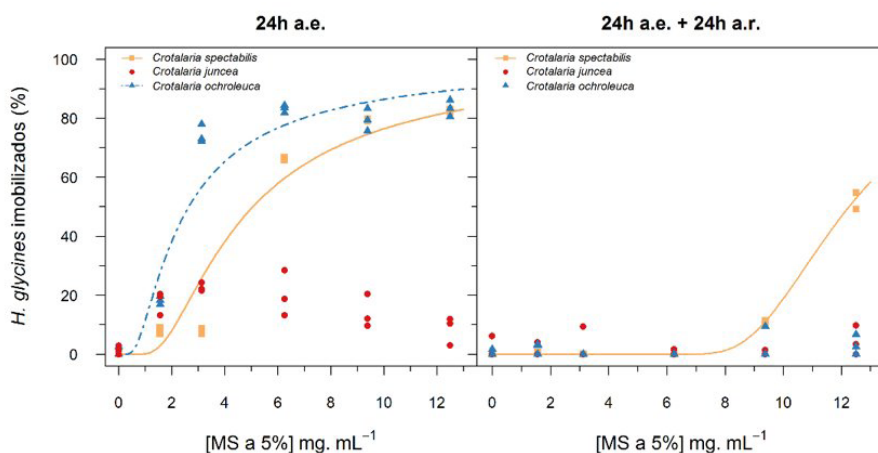 24h a.e.
24h a.e. + 24h a.r.
H. glycines imobilizados (%)
100
80
60
40
20
0
Crotalaria spectabilis
Crotalaria juncea
Crotalaria ochroleuca
Crotalaria spectabilis
Crotalaria juncea
Crotalaria ochroleuca
0 2 4 6 8 10 12
0 2 4 6 8 10 12
[MS a 5%] mg. mL⁻¹
[MS a 5%] mg. mL⁻¹